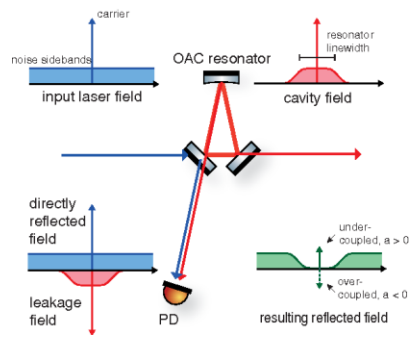 carrier
noise sidebands
input laser field
OAC resonator
resonator
linewidth
cavity field
directly
reflected
field
leakage
field
PD
under-
coupled, a > 0
over-
coupled, a < 0
resulting reflected field